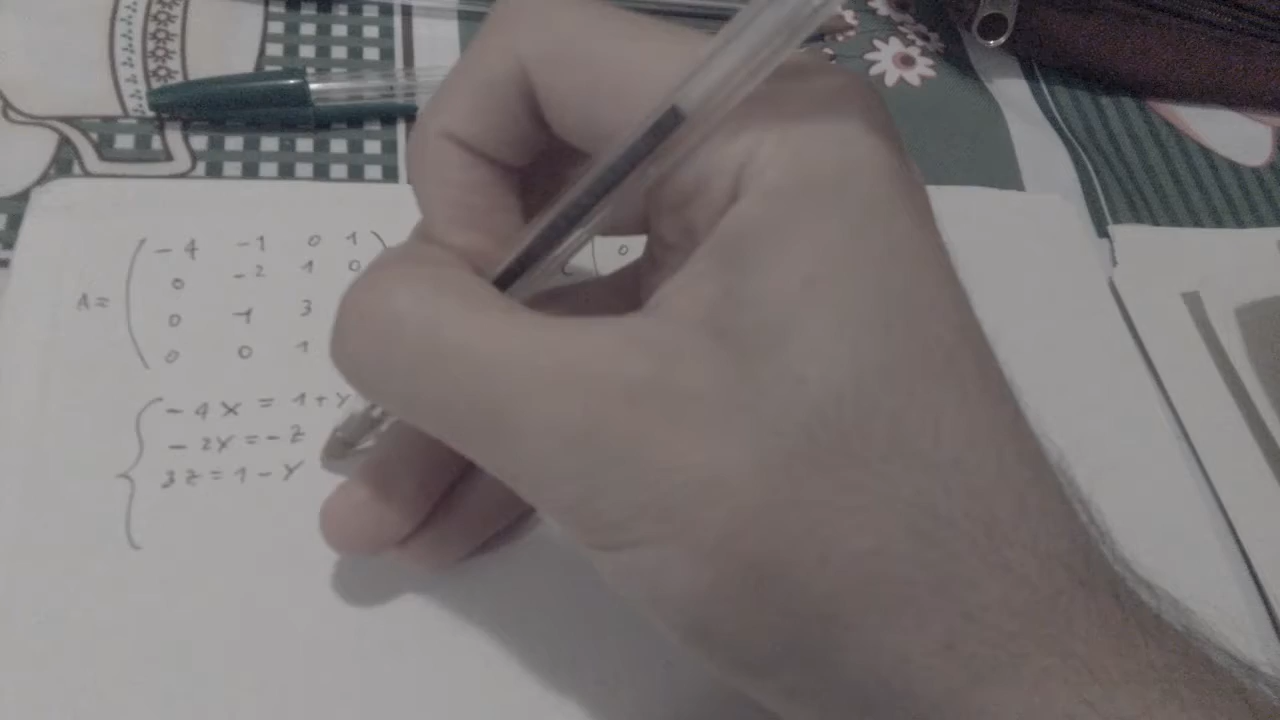 -4 -1 0 1
0 -2 1 0
A=
0 -1 3
0 0 1
-4x = 1+y
-2y=-z
3z=1-y